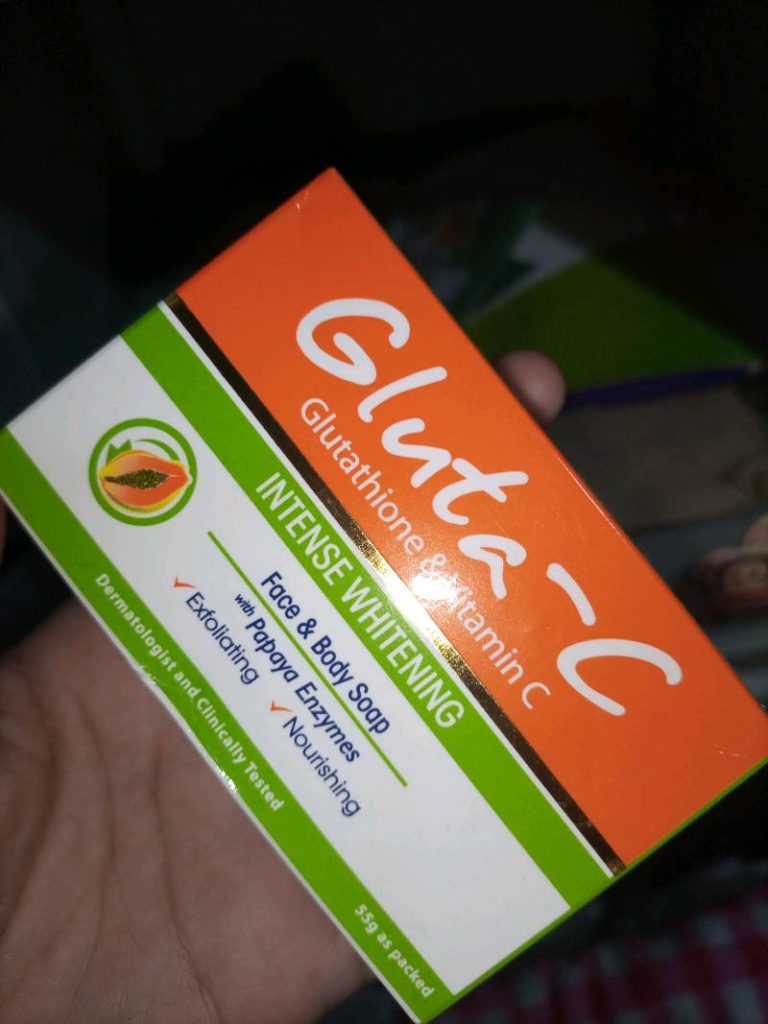 Gluta-C
Glutathione & Vitamin C
INTENSE WHITENING
Face & Body Soap
with Papaya Enzymes
✓Exfoliating ✓Nourishing
Dermatologist and Clinically Tested
55g as packed